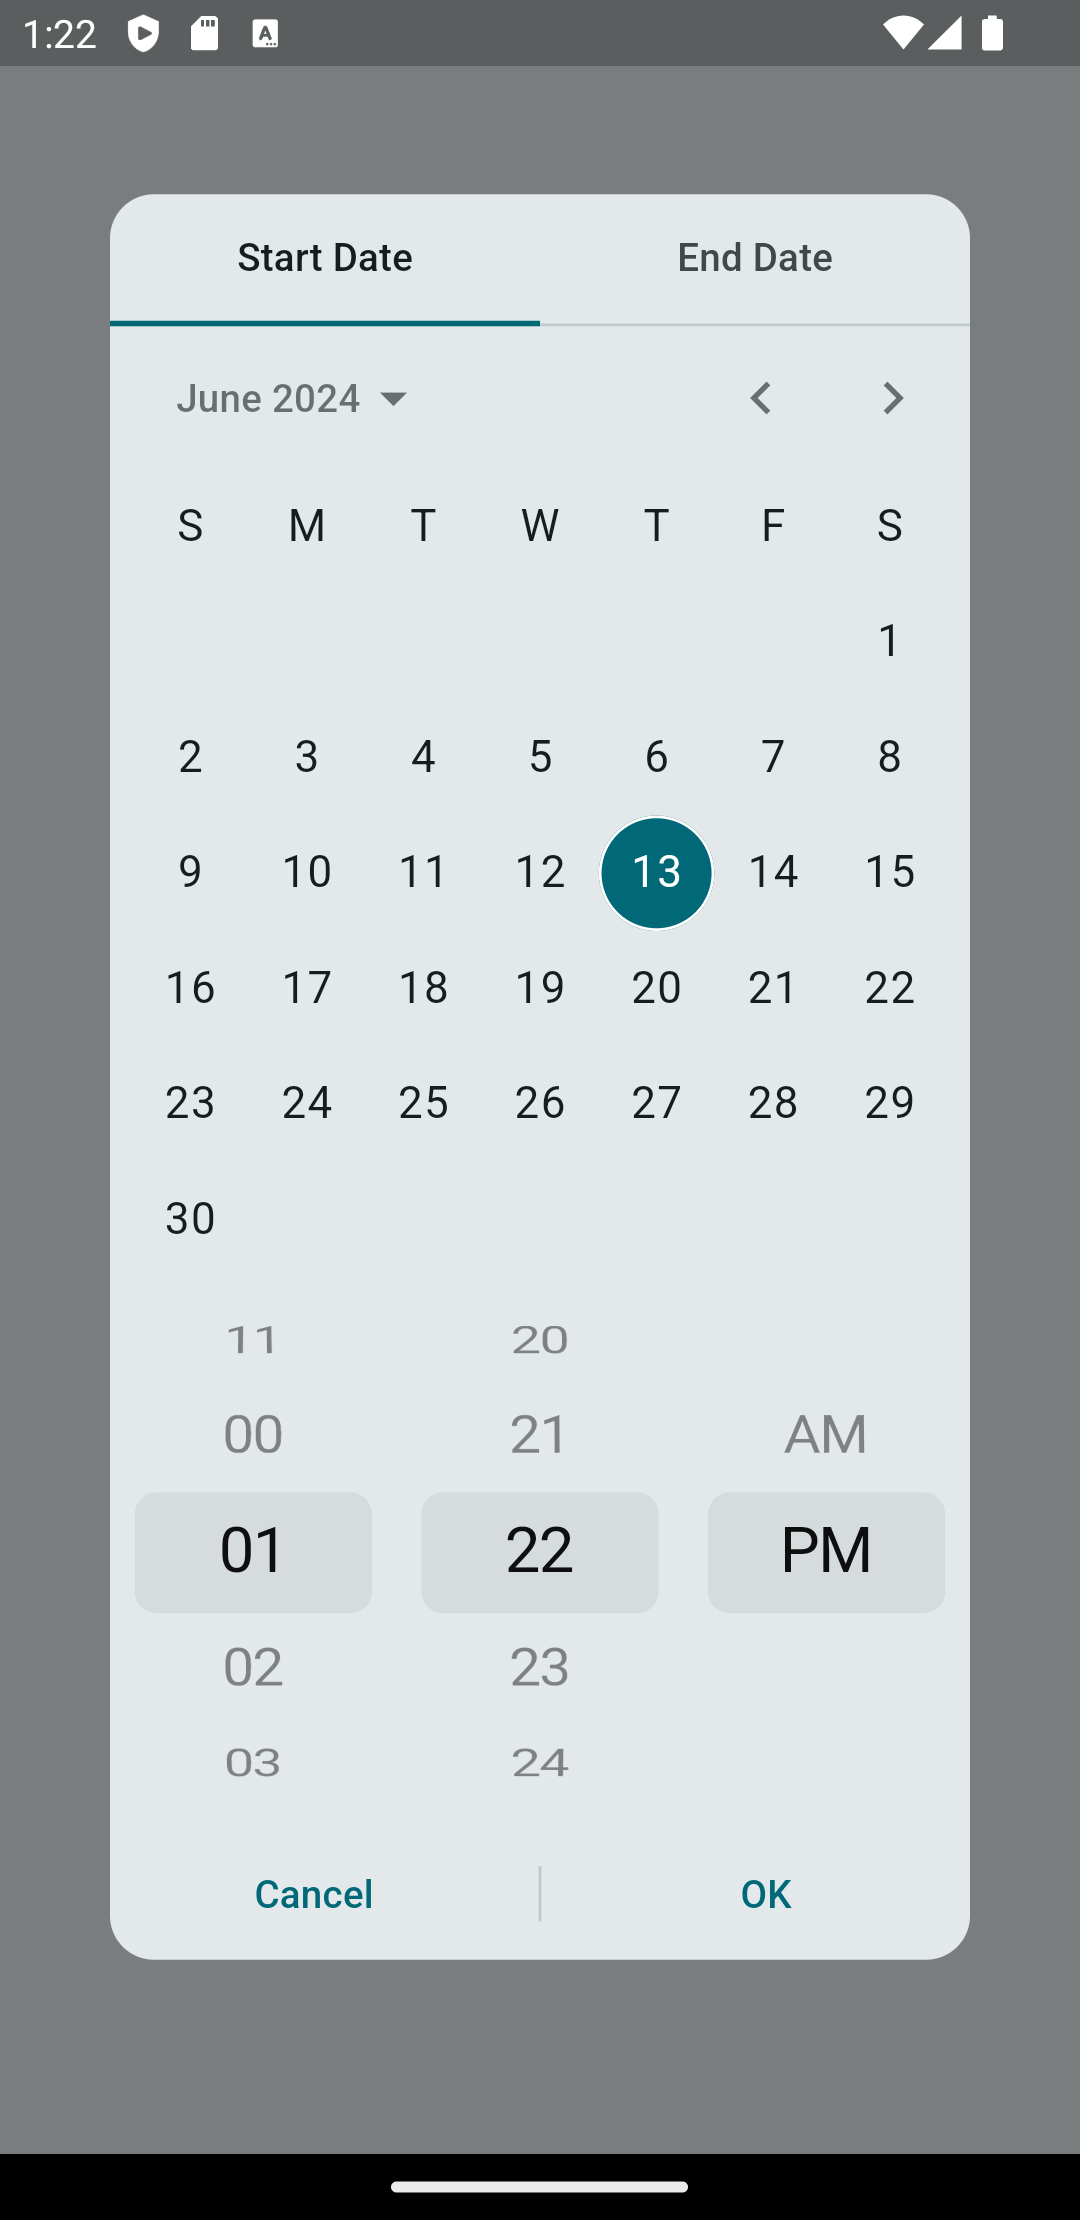 1:22
Start Date End Date
June 2024
S M T W T F S
1
2 3 4 5 6 7 8
9 10 11 12 13 14 15
16 17 18 19 20 21 22
23 24 25 26 27 28 29
30
11 20
00 21 AM
01 22 PM
02 23
03 24
Cancel OK